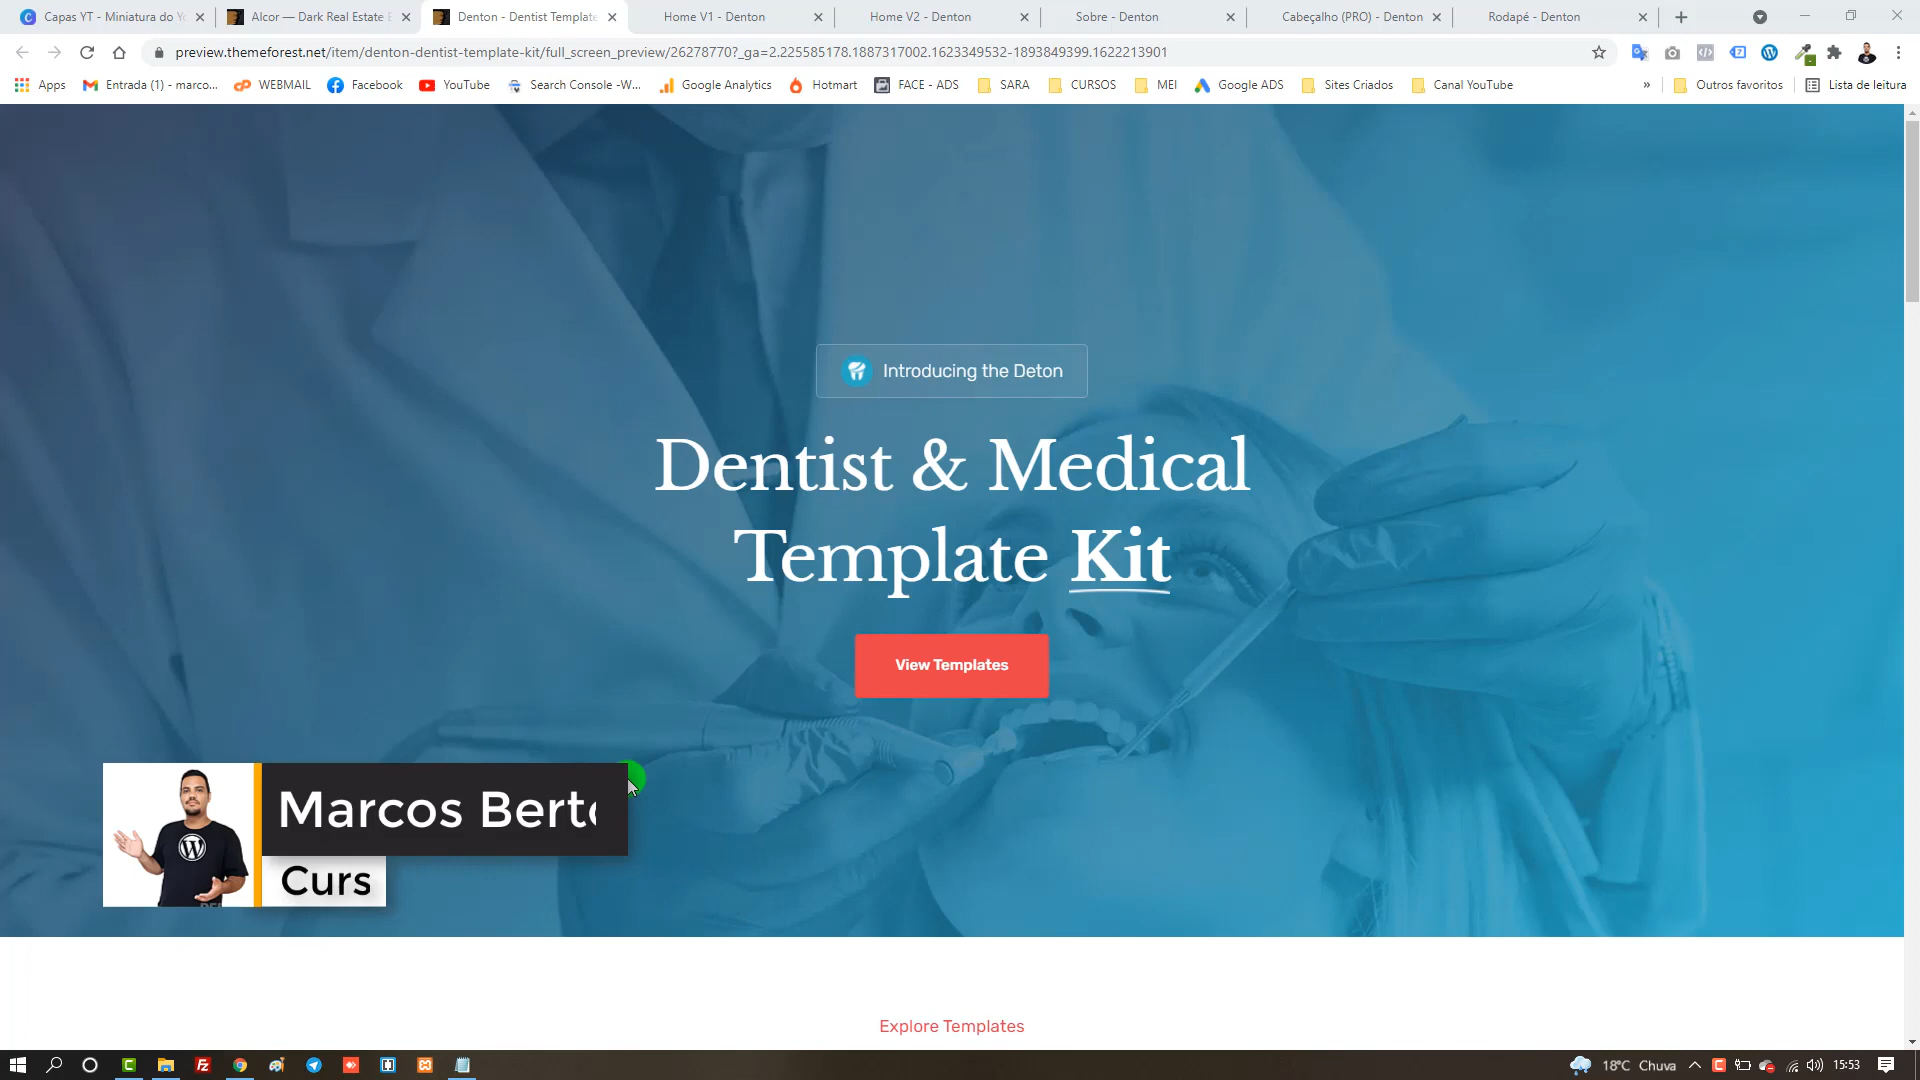 Capas YT - Miniatura do Yo
Alcor — Dark Real Estate E
Denton - Dentist Template
Home V1 - Denton
Home V2 - Denton
Sobre - Denton
Cabeçalho (PRO) - Denton
Rodapé - Denton
preview.themeforest.net/item/denton-dentist-template-kit/full_screen_preview/26278770?_ga=2.225585178.1887317002.1623349532-1893849399.1622213901
Apps
Entrada (1) - marco...
WEBMAIL
Facebook
YouTube
Search Console -W...
Google Analytics
Hotmart
FACE - ADS
SARA
CURSOS
MEI
Google ADS
Sites Criados
Canal YouTube
»
Outros favoritos
Lista de leitura
Introducing the Deton
Dentist & Medical
Template Kit
View Templates
Marcos Berto
Curs
Explore Templates
18°C Chuva
15:53